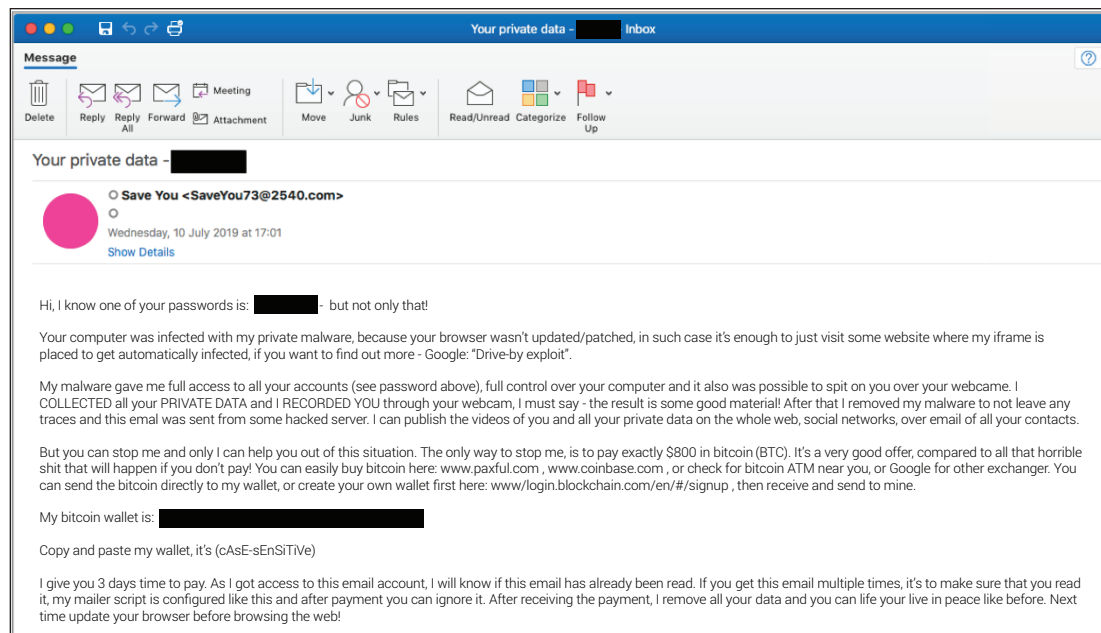 Your private data - Inbox
Message
Delete
Reply
Reply All
Forward
Meeting
Attachment
Move
Junk
Rules
Read/Unread
Categorize
Follow Up
?
Your private data -
Save You <SaveYou73@2540.com>
Wednesday, 10 July 2019 at 17:01
Show Details
Hi, I know one of your passwords is: - but not only that!
Your computer was infected with my private malware, because your browser wasn't updated/patched, in such case it's enough to just visit some website where my iframe is
placed to get automatically infected, if you want to find out more - Google: "Drive-by exploit".
My malware gave me full access to all your accounts (see password above), full control over your computer and it also was possible to spit on you over your webcame. I
COLLECTED all your PRIVATE DATA and I RECORDED YOU through your webcam, I must say - the result is some good material! After that I removed my malware to not leave any
traces and this emal was sent from some hacked server. I can publish the videos of you and all your private data on the whole web, social networks, over email of all your contacts.
But you can stop me and only I can help you out of this situation. The only way to stop me, is to pay exactly $800 in bitcoin (BTC). It's a very good offer, compared to all that horrible
shit that will happen if you don't pay! You can easily buy bitcoin here: www.paxful.com , www.coinbase.com , or check for bitcoin ATM near you, or Google for other exchanger. You
can send the bitcoin directly to my wallet, or create your own wallet first here: www/login.blockchain.com/en/#/signup , then receive and send to mine.
My bitcoin wallet is:
Copy and paste my wallet, it's (cAsE-sEnSiTiVe)
I give you 3 days time to pay. As I got access to this email account, I will know if this email has already been read. If you get this email multiple times, it's to make sure that you read
it, my mailer script is configured like this and after payment you can ignore it. After receiving the payment, I remove all your data and you can life your live in peace like before. Next
time update your browser before browsing the web!